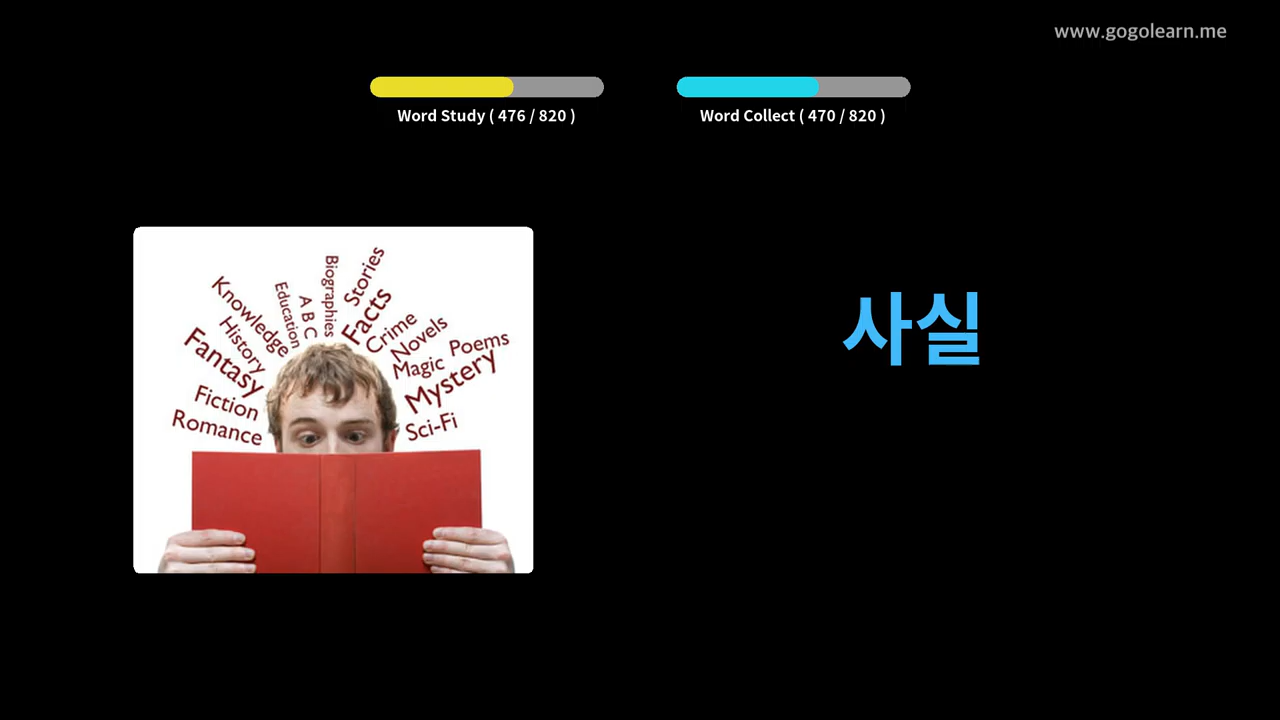 www.gogolearn.me
Word Study ( 476 / 820 )
Word Collect ( 470 / 820 )
Knowledge
Education
A B C
Biographies
Stories
Facts
Crime
Novels
Poems
Magic
Mystery
Sci-Fi
History
Fantasy
Fiction
Romance
사실